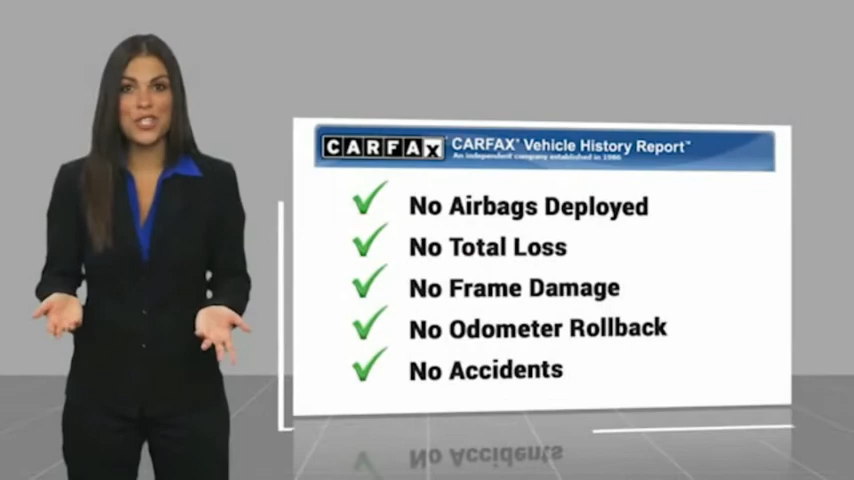 CARFAX CARFAX® Vehicle History Report™
An independent company established in 1986
No Airbags Deployed
No Total Loss
No Frame Damage
No Odometer Rollback
No Accidents
No Accidents